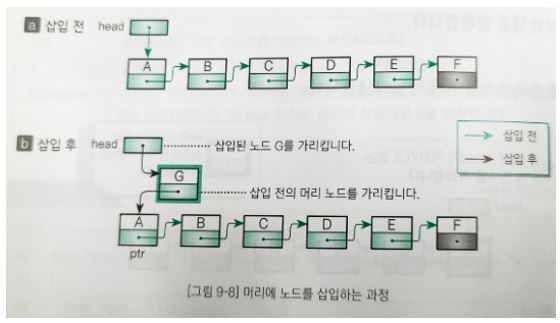 a 삽입 전 head
A B C D E F
b 삽입 후 head 삽입된 노드 G를 가리킵니다.
G 삽입 전의 머리 노드를 가리킵니다.
A B C D E F
ptr
삽입 전
삽입 후
[그림 9-8] 머리에 노드를 삽입하는 과정